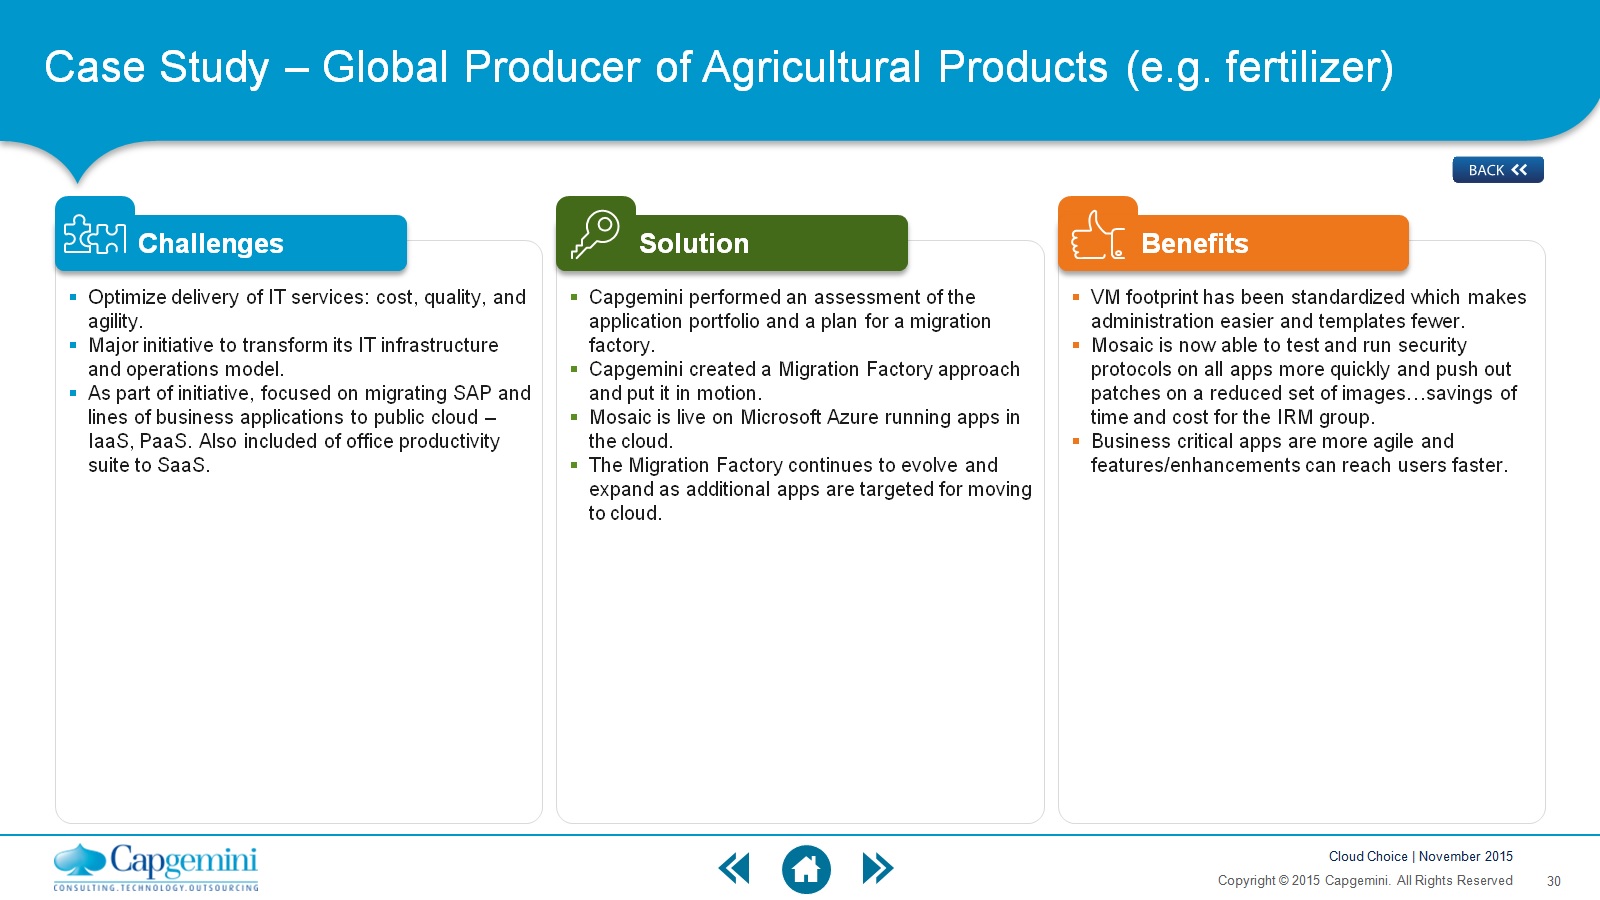 Case Study – Global Producer of Agricultural Products (e.g. fertilizer)
BACK
Challenges
Optimize delivery of IT services: cost, quality, and
agility.
Major initiative to transform its IT infrastructure
and operations model.
As part of initiative, focused on migrating SAP and
lines of business applications to public cloud –
IaaS, PaaS. Also included of office productivity
suite to SaaS.
Solution
Capgemini performed an assessment of the
application portfolio and a plan for a migration
factory.
Capgemini created a Migration Factory approach
and put it in motion.
Mosaic is live on Microsoft Azure running apps in
the cloud.
The Migration Factory continues to evolve and
expand as additional apps are targeted for moving
to cloud.
Benefits
VM footprint has been standardized which makes
administration easier and templates fewer.
Mosaic is now able to test and run security
protocols on all apps more quickly and push out
patches on a reduced set of images…savings of
time and cost for the IRM group.
Business critical apps are more agile and
features/enhancements can reach users faster.
Capgemini
CONSULTING.TECHNOLOGY.OUTSOURCING
Cloud Choice | November 2015
Copyright © 2015 Capgemini. All Rights Reserved
30